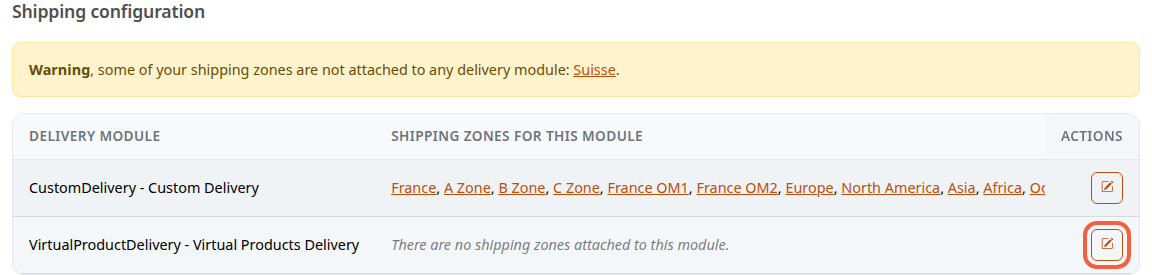 Shipping configuration
Warning, some of your shipping zones are not attached to any delivery module: Suisse.
DELIVERY MODULE SHIPPING ZONES FOR THIS MODULE ACTIONS
CustomDelivery - Custom Delivery France, A Zone, B Zone, C Zone, France OM1, France OM2, Europe, North America, Asia, Africa,
VirtualProductDelivery - Virtual Products Delivery There are no shipping zones attached to this module.